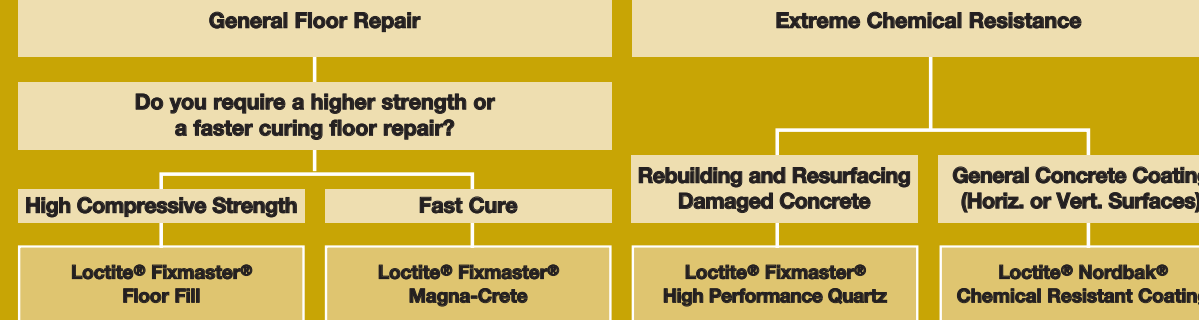 General Floor Repair
Extreme Chemical Resistance
Do you require a higher strength or
a faster curing floor repair?
High Compressive Strength
Fast Cure
Rebuilding and Resurfacing
Damaged Concrete
General Concrete Coating
(Horiz. or Vert. Surfaces)
Loctite® Fixmaster®
Floor Fill
Loctite® Fixmaster®
Magna-Crete
Loctite® Fixmaster®
High Performance Quartz
Loctite® Nordbak®
Chemical Resistant Coating